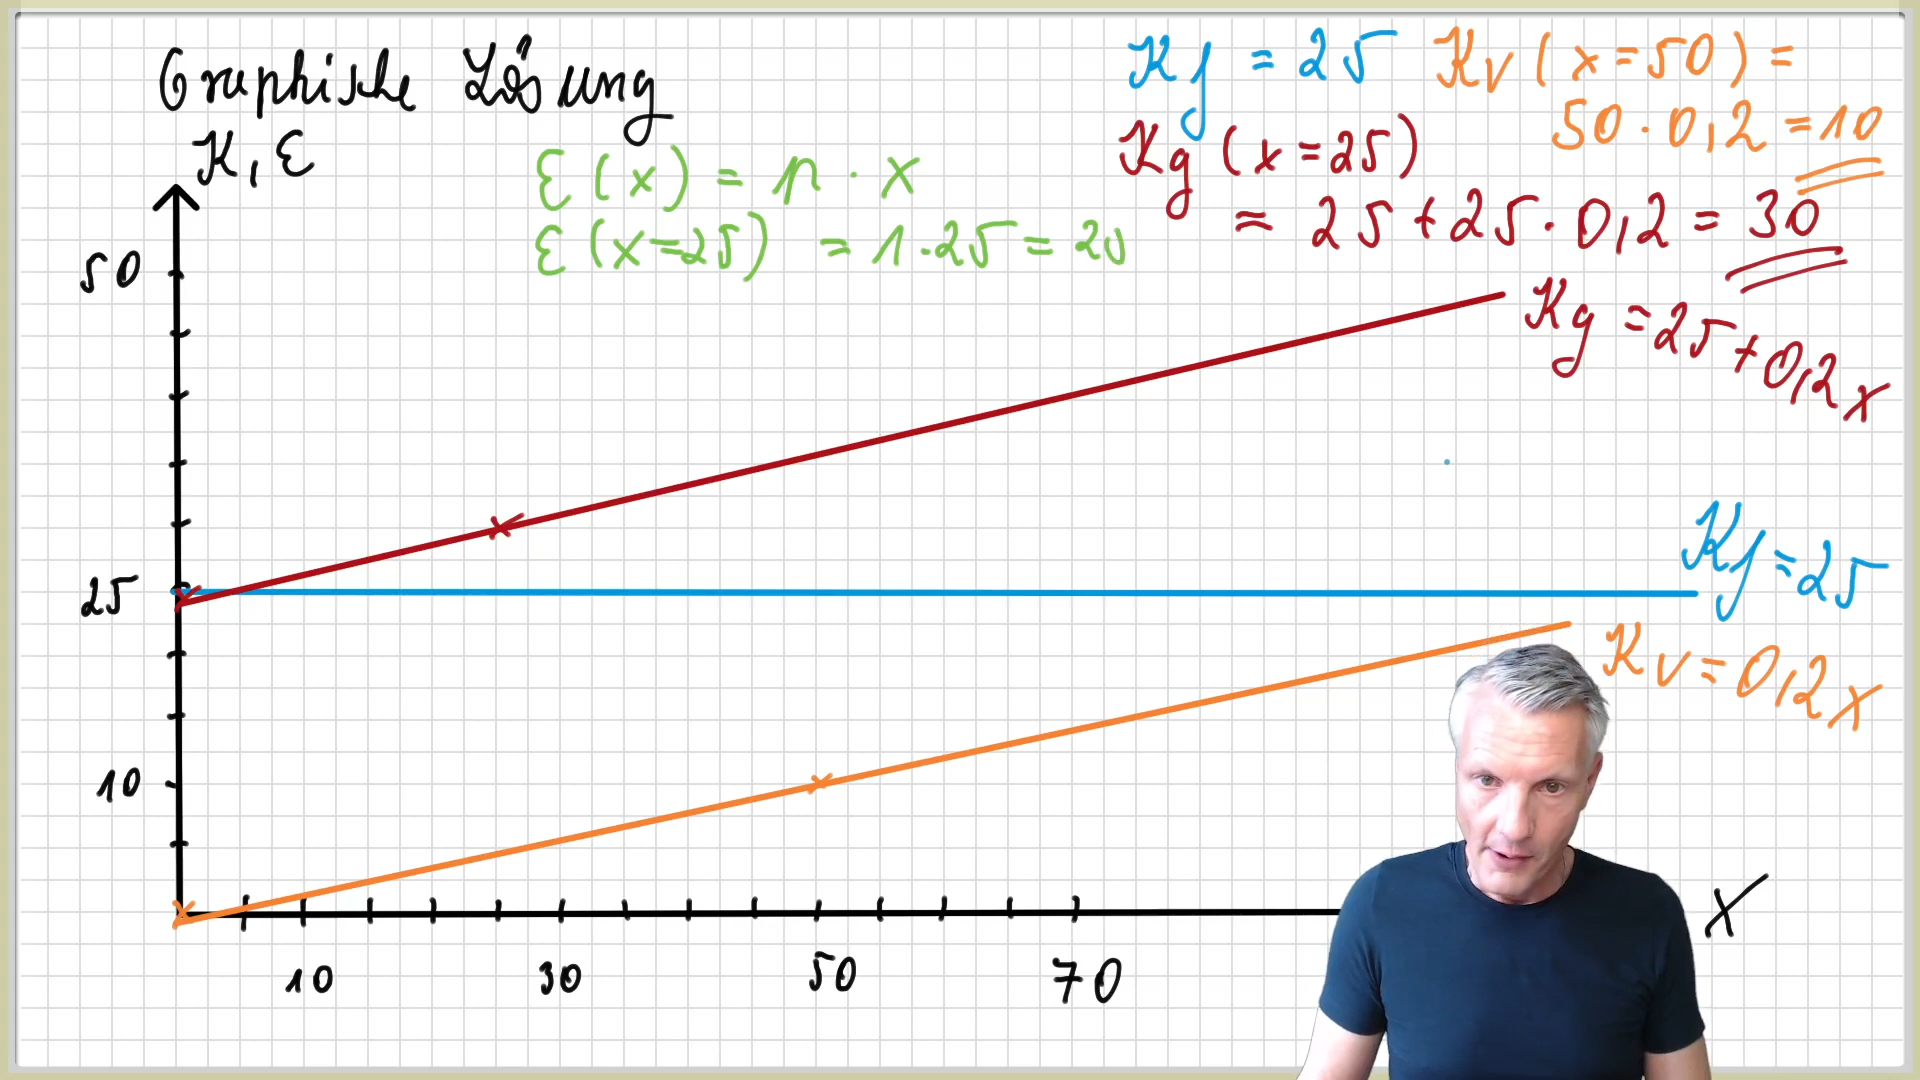 Graphische Lösung
K, E
E(x) = p · x
E(x=25) = 1·25 = 25
Kf = 25
Kv(x=50) =
50·0,2 = 10
Kg(x=25)
= 25+25·0,2 = 30
Kg = 25+0,2x
Kf = 25
Kv = 0,2x
50
25
10
10 30 50 70
X